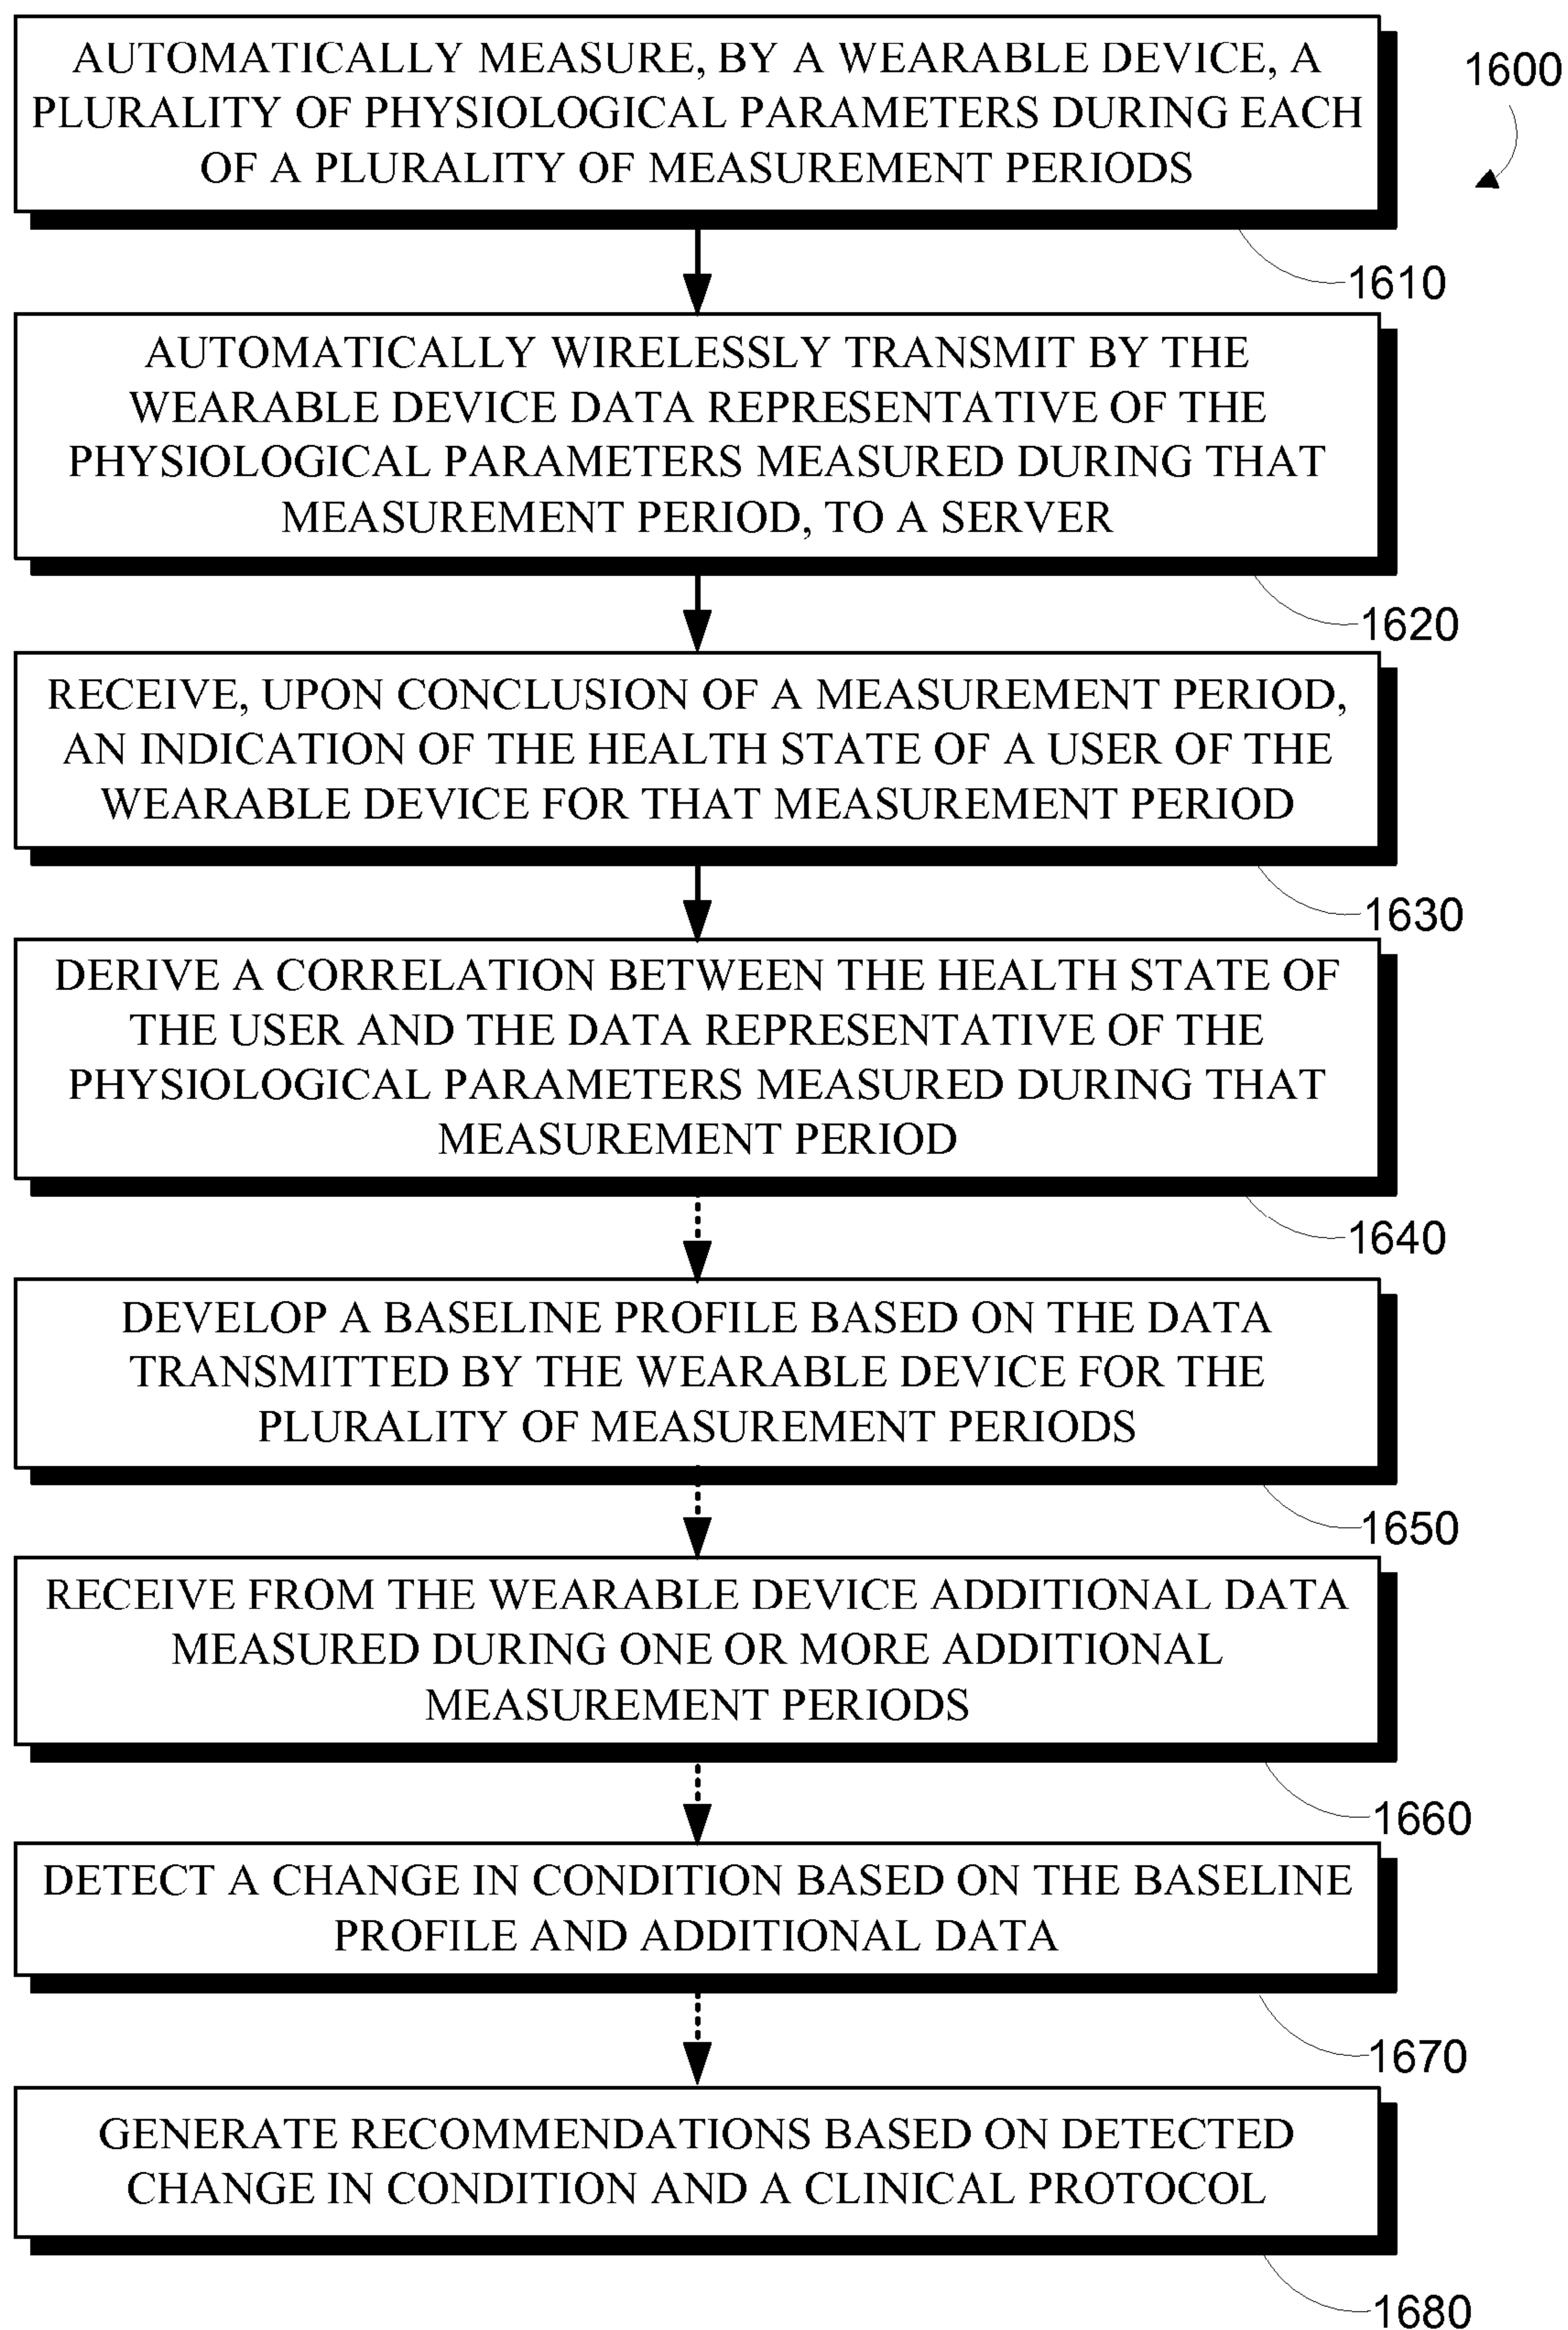 AUTOMATICALLY MEASURE, BY A WEARABLE DEVICE, A
PLURALITY OF PHYSIOLOGICAL PARAMETERS DURING EACH
OF A PLURALITY OF MEASUREMENT PERIODS
1600
1610
AUTOMATICALLY WIRELESSLY TRANSMIT BY THE
WEARABLE DEVICE DATA REPRESENTATIVE OF THE
PHYSIOLOGICAL PARAMETERS MEASURED DURING THAT
MEASUREMENT PERIOD, TO A SERVER
1620
RECEIVE, UPON CONCLUSION OF A MEASUREMENT PERIOD,
AN INDICATION OF THE HEALTH STATE OF A USER OF THE
WEARABLE DEVICE FOR THAT MEASUREMENT PERIOD
1630
DERIVE A CORRELATION BETWEEN THE HEALTH STATE OF
THE USER AND THE DATA REPRESENTATIVE OF THE
PHYSIOLOGICAL PARAMETERS MEASURED DURING THAT
MEASUREMENT PERIOD
1640
DEVELOP A BASELINE PROFILE BASED ON THE DATA
TRANSMITTED BY THE WEARABLE DEVICE FOR THE
PLURALITY OF MEASUREMENT PERIODS
1650
RECEIVE FROM THE WEARABLE DEVICE ADDITIONAL DATA
MEASURED DURING ONE OR MORE ADDITIONAL
MEASUREMENT PERIODS
1660
DETECT A CHANGE IN CONDITION BASED ON THE BASELINE
PROFILE AND ADDITIONAL DATA
1670
GENERATE RECOMMENDATIONS BASED ON DETECTED
CHANGE IN CONDITION AND A CLINICAL PROTOCOL
1680